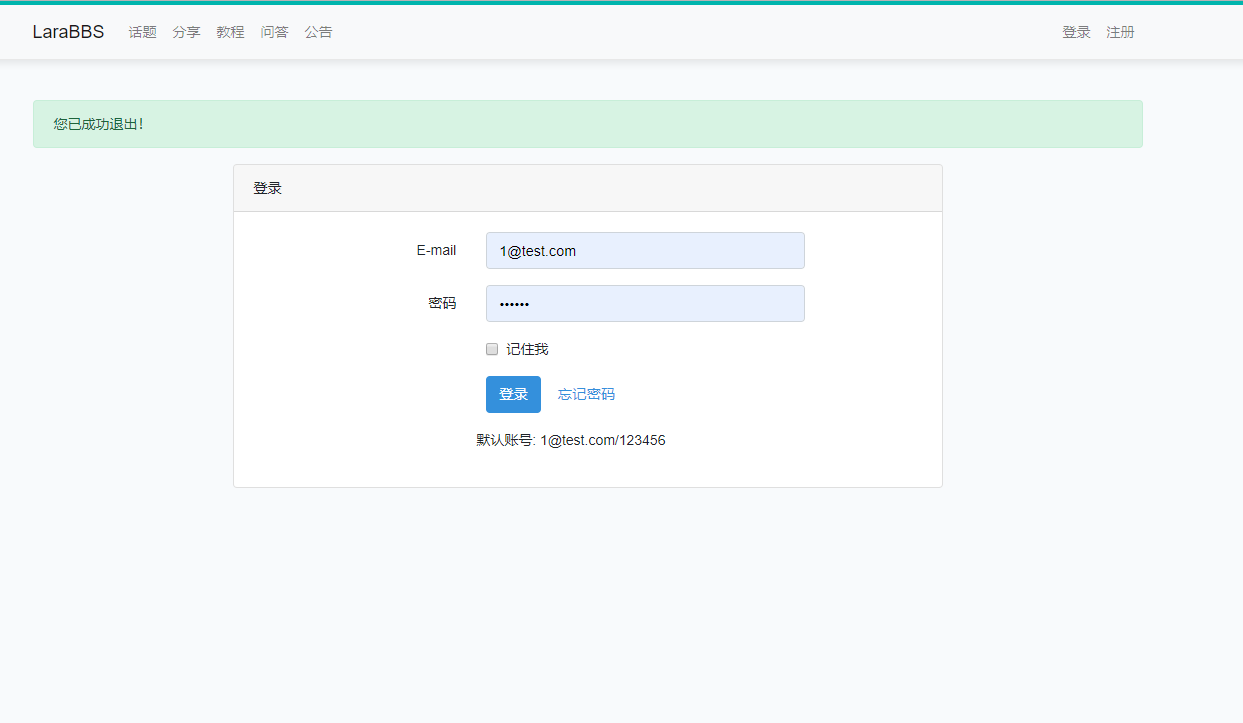 LaraBBS 话题 分享 教程 问答 公告 登录 注册
您已成功退出！
登录
E-mail 1@test.com
密码 ••••••
记住我
登录 忘记密码
默认账号: 1@test.com/123456